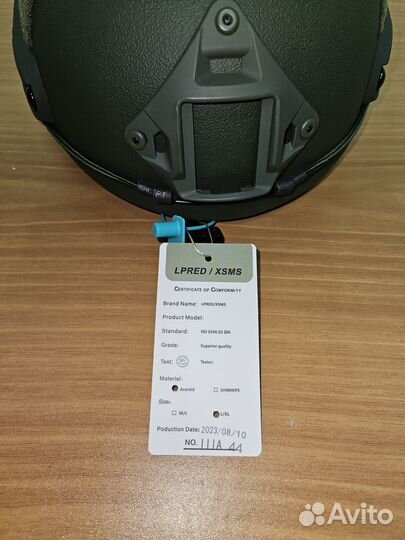 LPRED / XSMS
CERTIFICATE OF CONFORMITY
Brand Name: LPRED/XSMS
Product Model:
Standard: NIJ 0106.01 IIIA
Grade: Superior quality
Test: Tester:
Material:
Aramid UHMWPE
Size:
M/L L/XL
Poduction Date: 2023/08/10
NO. IIIA 44
Avito